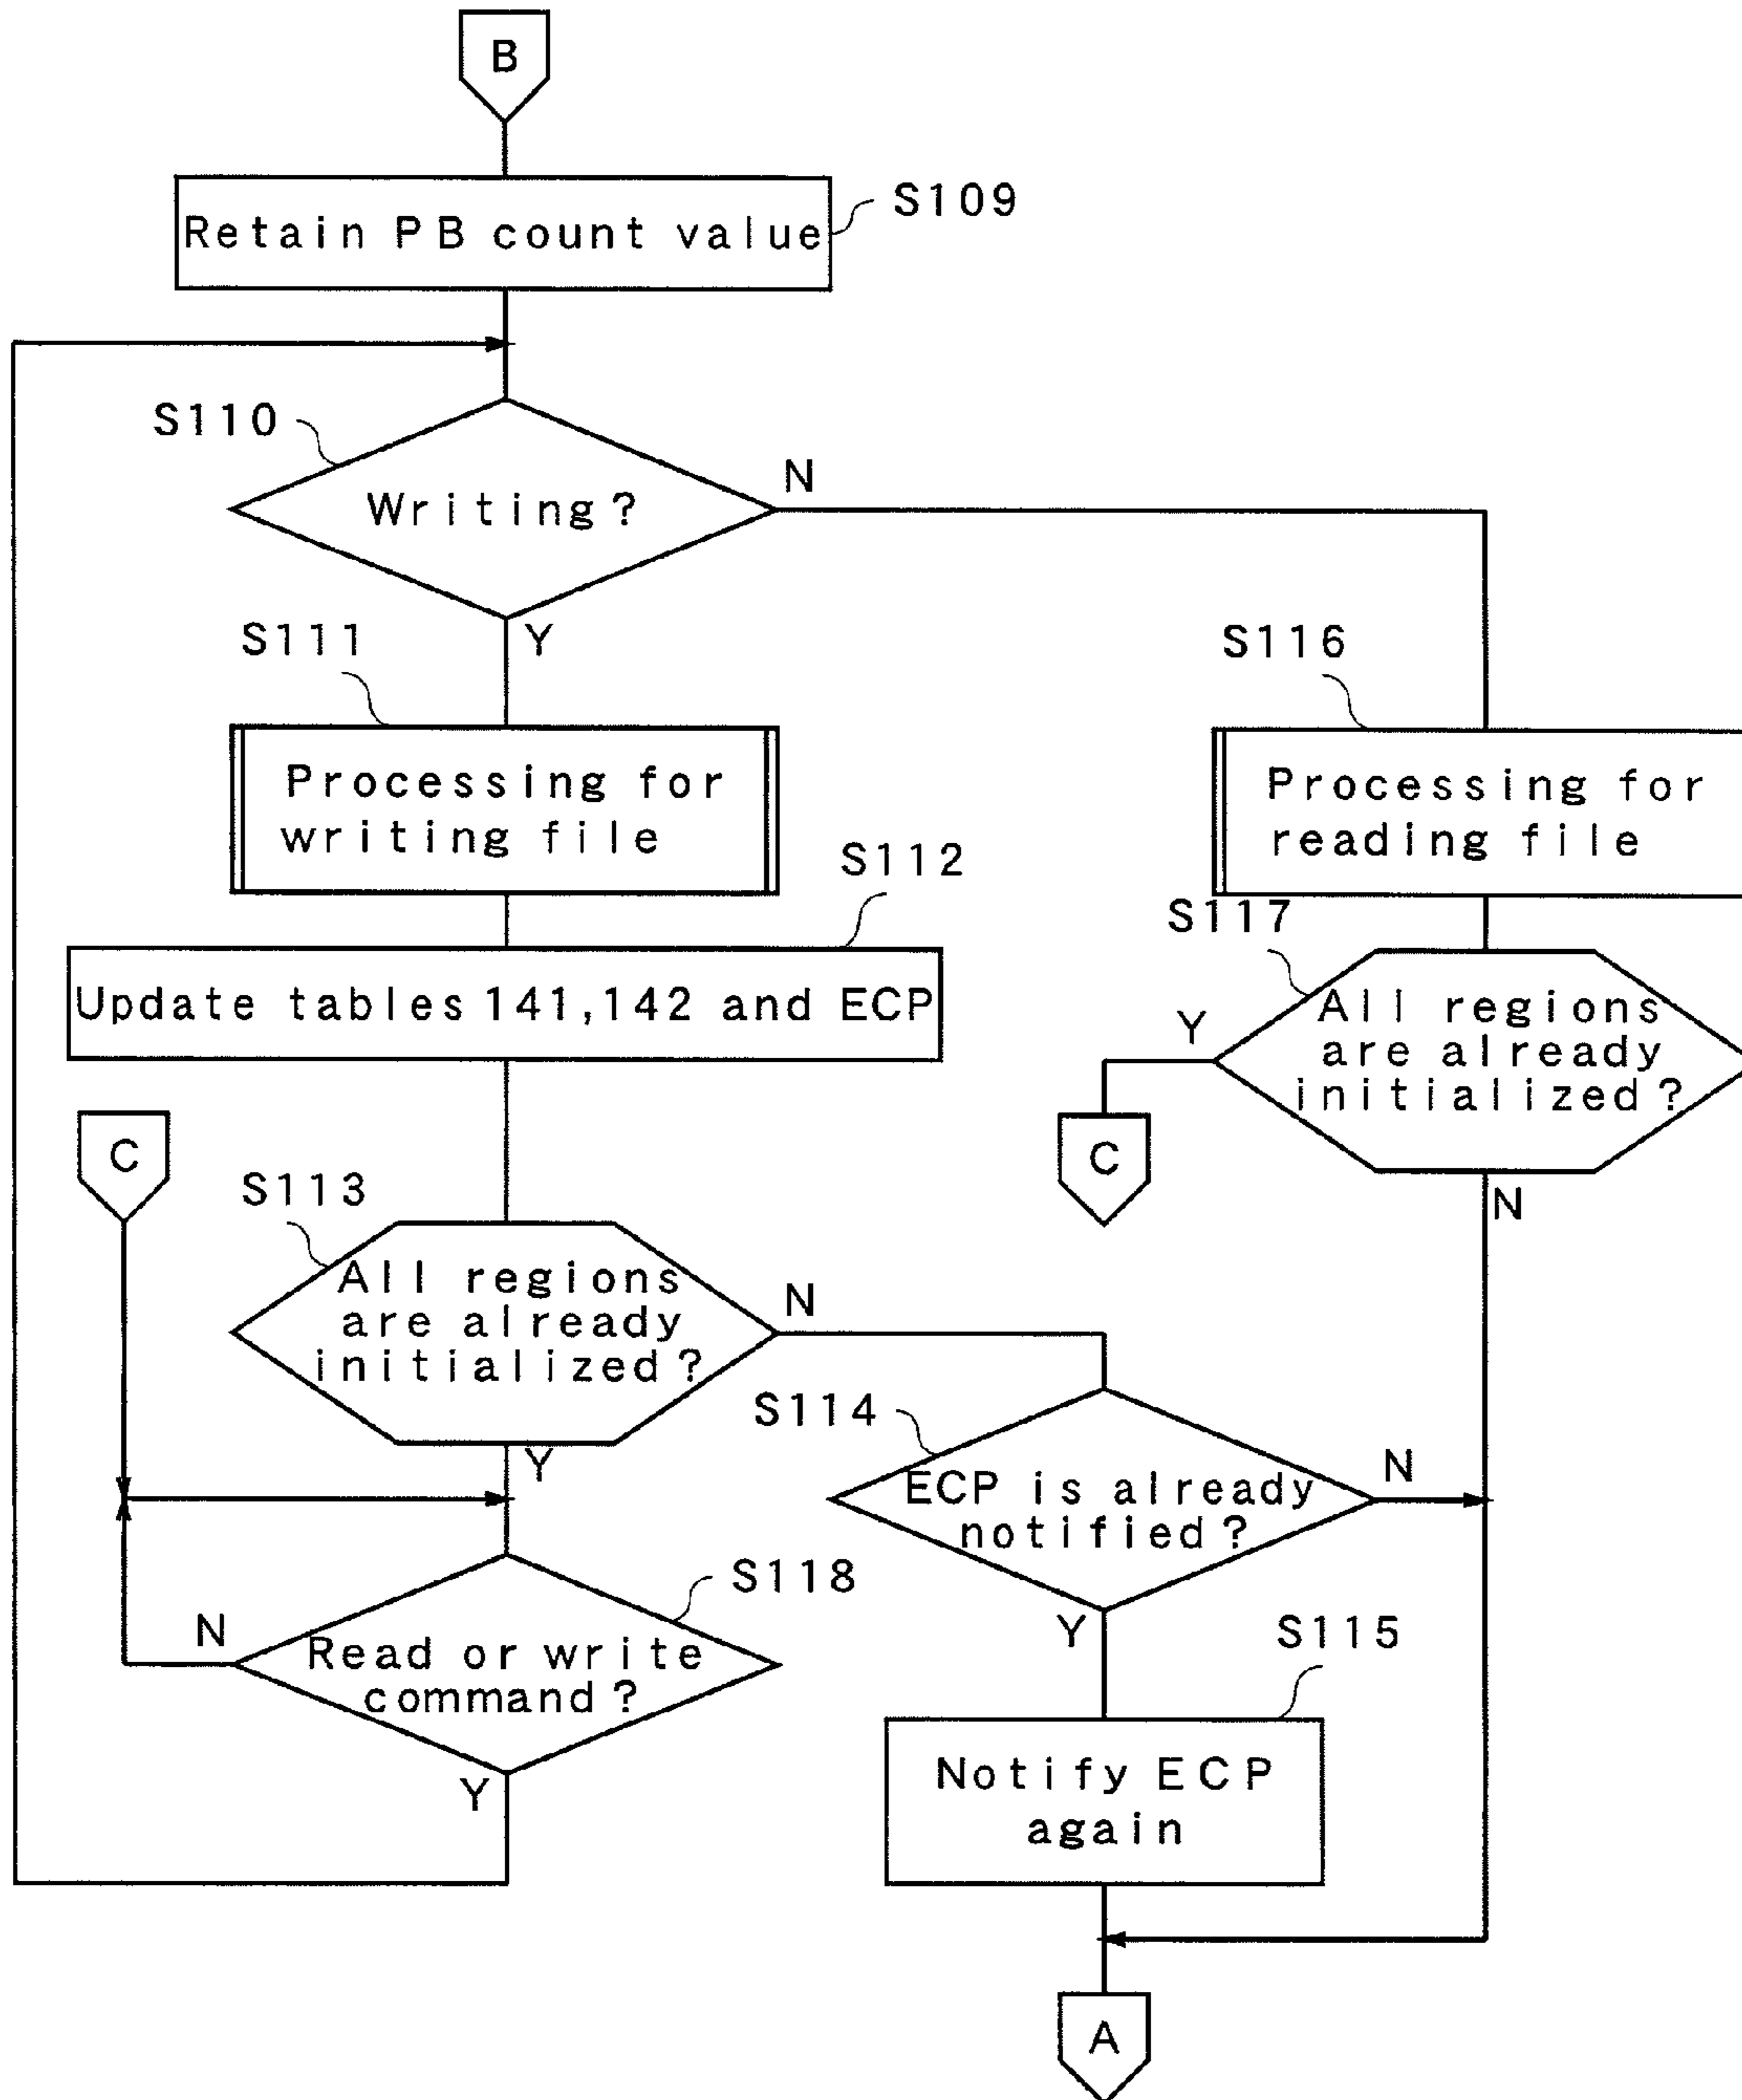 B
S109
Retain PB count value
S110
Writing?
N
Y
S111
Processing for
writing file
S116
Processing for
reading file
S112
Update tables 141,142 and ECP
S117
All regions
are already
initialized?
Y
C
N
C
S113
All regions
are already
initialized?
N
Y
S114
ECP is already
notified?
N
Y
S118
Read or write
command?
N
Y
S115
Notify ECP
again
A